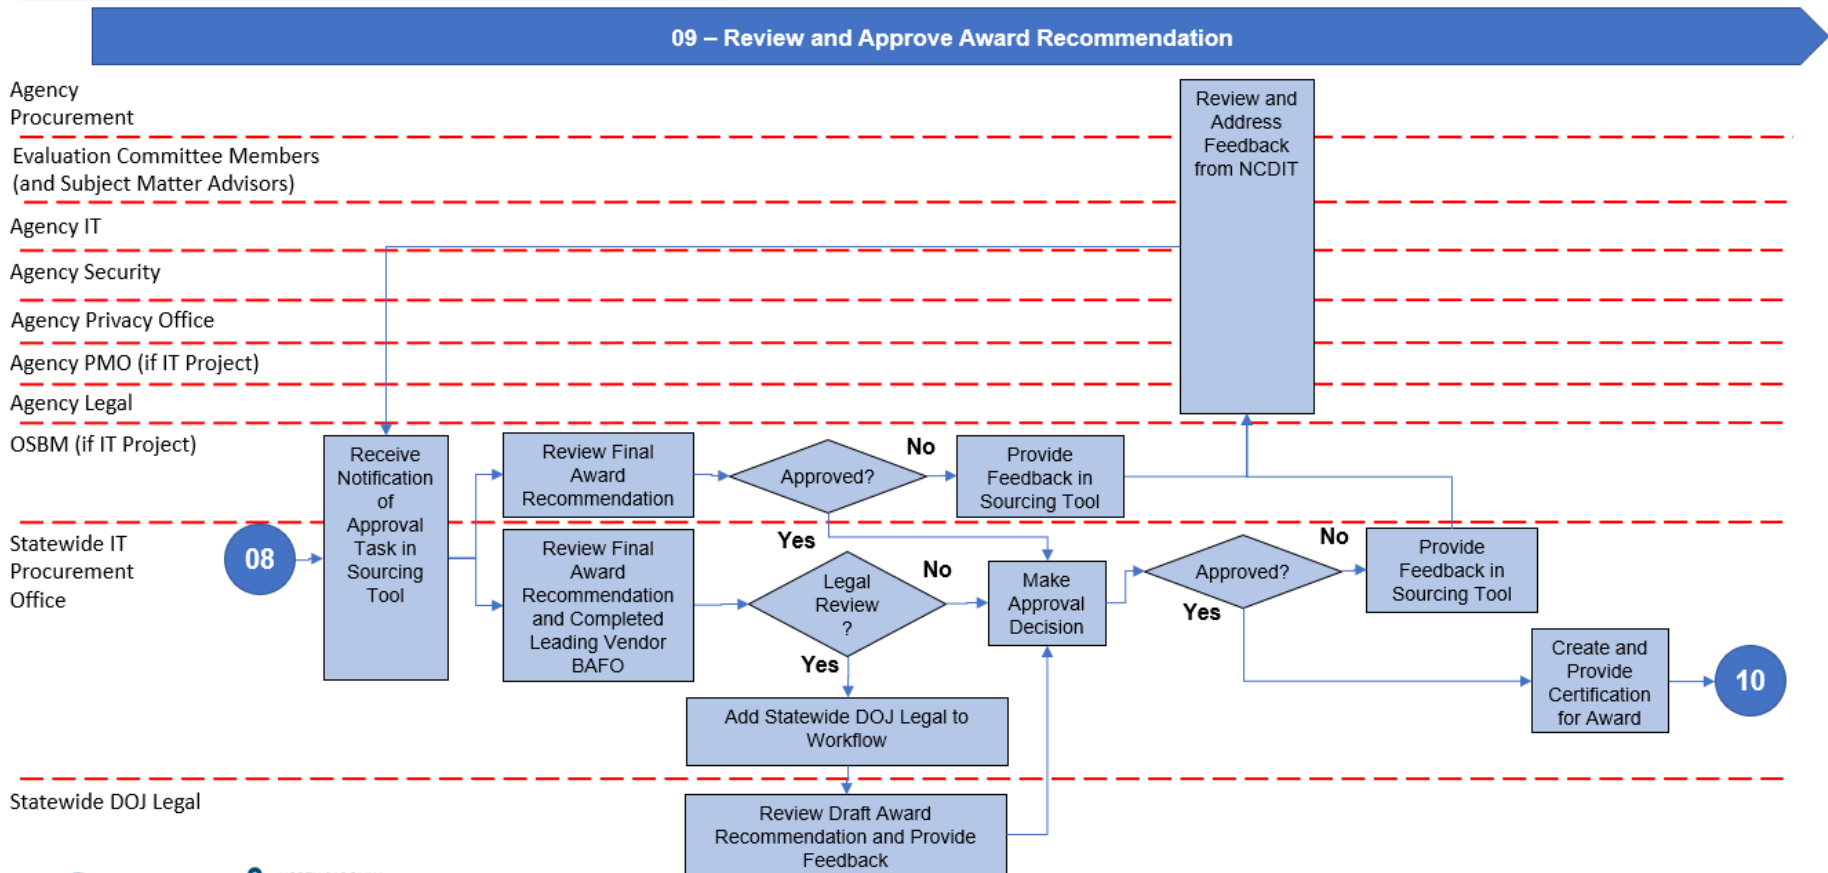 09 – Review and Approve Award Recommendation
Agency
Procurement
Evaluation Committee Members
(and Subject Matter Advisors)
Agency IT
Agency Security
Agency Privacy Office
Agency PMO (if IT Project)
Agency Legal
OSBM (if IT Project)
Statewide IT
Procurement
Office
Statewide DOJ Legal
Review and
Address
Feedback
from NCDIT
08
Receive
Notification
of
Approval
Task in
Sourcing
Tool
Review Final
Award
Recommendation
Approved?
No
Provide
Feedback in
Sourcing Tool
Yes
Review Final
Award
Recommendation
and Completed
Leading Vendor
BAFO
Legal
Review
?
No
Yes
Make
Approval
Decision
Approved?
No
Yes
Provide
Feedback in
Sourcing Tool
Create and
Provide
Certification
for Award
10
Add Statewide DOJ Legal to
Workflow
Review Draft Award
Recommendation and Provide
Feedback